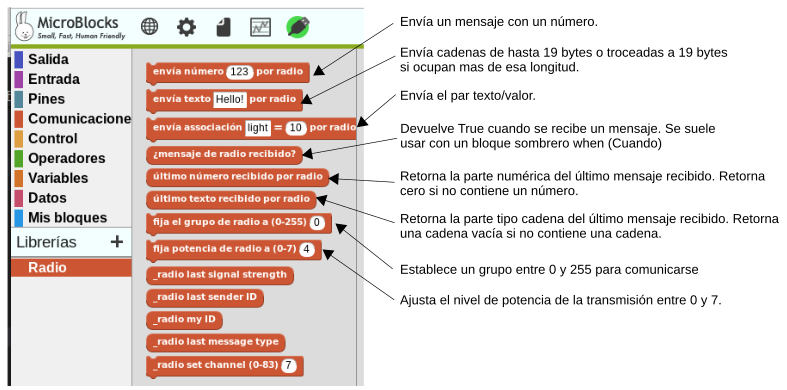 MicroBlocks
Small, Fast, Human Friendly
Salida
Entrada
Pines
Comunicacione
Control
Operadores
Variables
Datos
Mis bloques
Librerías +
Radio
envía número 123 por radio
envía texto Hello! por radio
envía asociación light = 10 por radio
¿mensaje de radio recibido?
último número recibido por radio
último texto recibido por radio
fija el grupo de radio a (0-255) 0
fija potencia de radio a (0-7) 4
_radio last signal strength
_radio last sender ID
_radio my ID
_radio last message type
_radio set channel (0-83) 7
Envía un mensaje con un número.
Envía cadenas de hasta 19 bytes o troceadas a 19 bytes
si ocupan mas de esa longitud.
Envía el par texto/valor.
Devuelve True cuando se recibe un mensaje. Se suele
usar con un bloque sombrero when (Cuando)
Retorna la parte numérica del último mensaje recibido. Retorna
cero si no contiene un número.
Retorna la parte tipo cadena del último mensaje recibido. Retorna
una cadena vacía si no contiene una cadena.
Establece un grupo entre 0 y 255 para comunicarse
Ajusta el nivel de potencia de la transmisión entre 0 y 7.